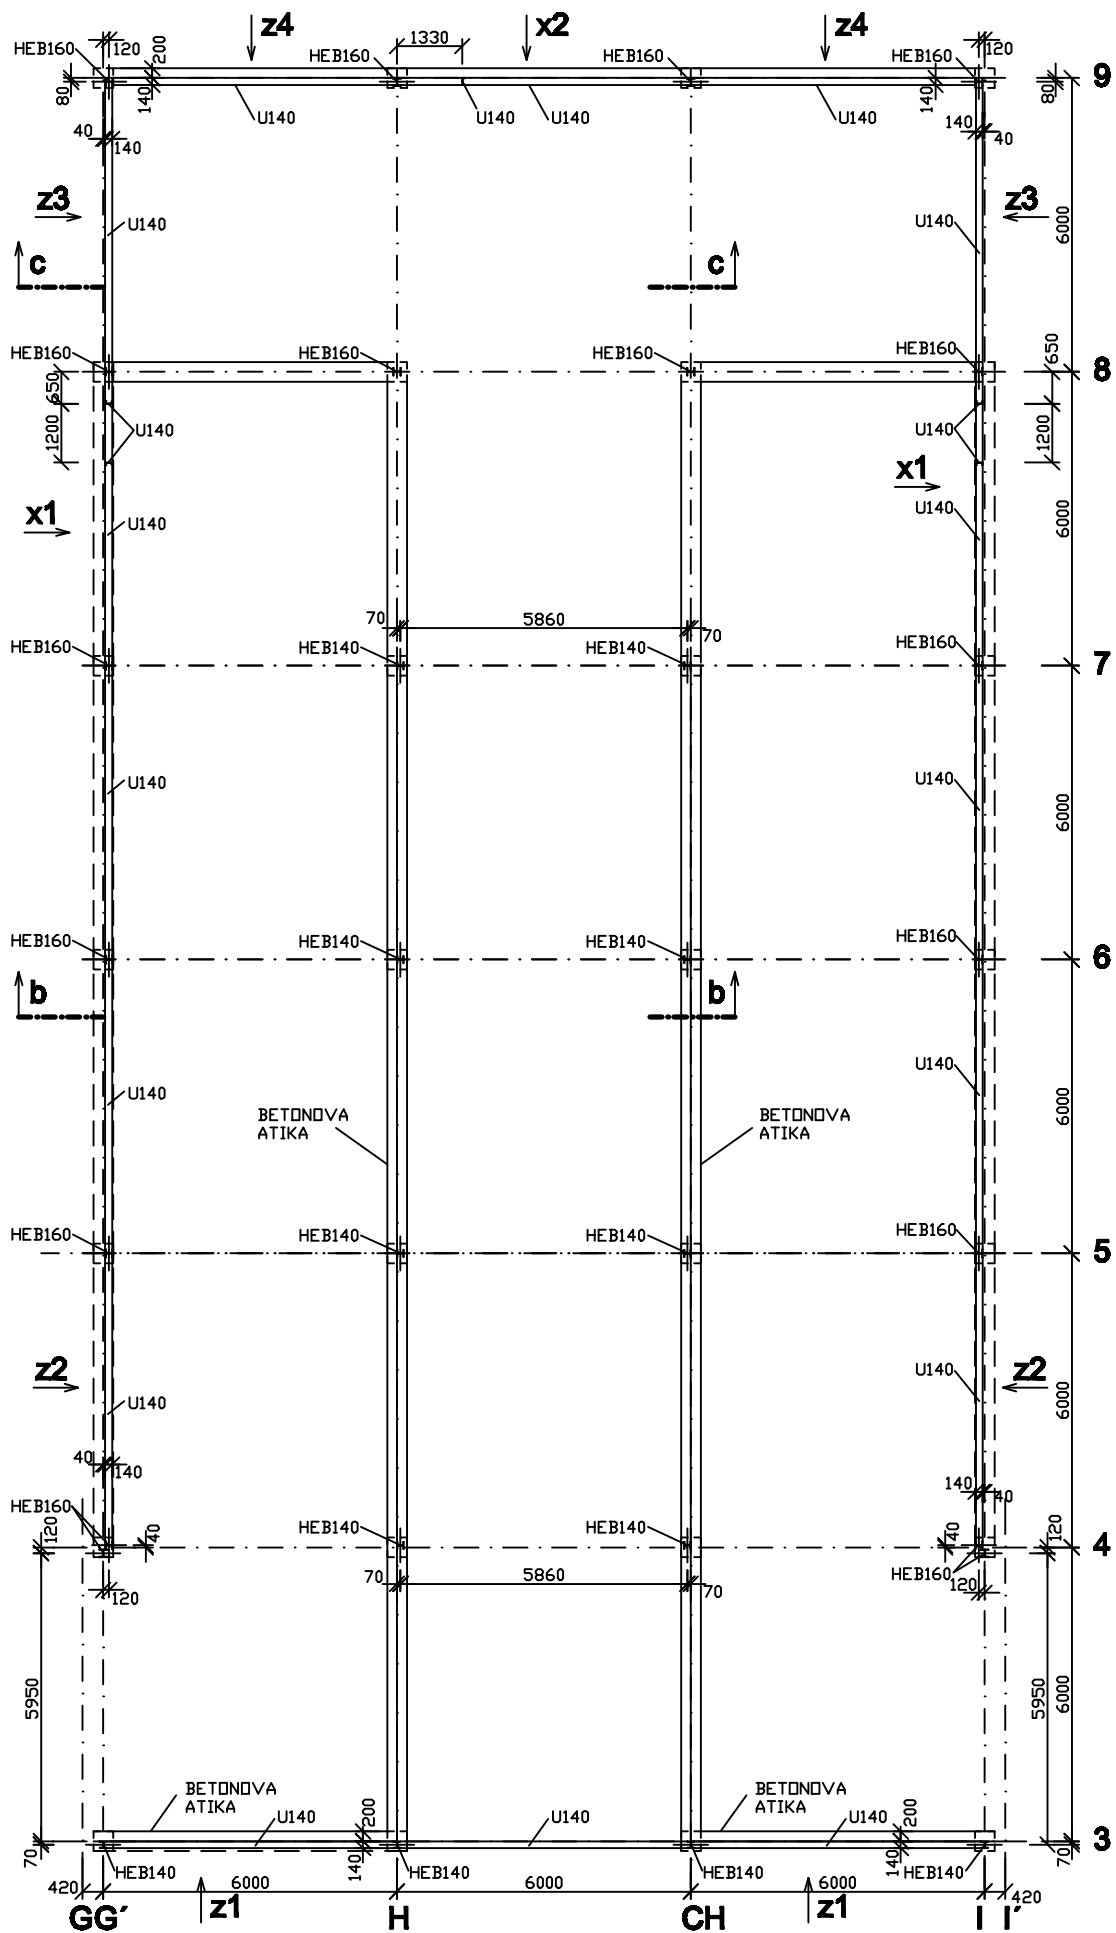 z4
x2
z4
HEB160
120
200
HEB160
1330
HEB160
HEB160
120
9
80
140
U140
U140
U140
U140
140
80
40
140
140
40
z3
z3
U140
U140
6000
c
c
HEB160
HEB160
HEB160
HEB160
650
8
650
1200
U140
U140
1200
x1
x1
U140
U140
6000
70
5860
70
HEB160
HEB140
HEB140
HEB160
7
U140
U140
6000
HEB160
HEB140
HEB140
HEB160
6
b
b
U140
U140
6000
BETONOVA
ATIKA
BETONOVA
ATIKA
HEB160
HEB140
HEB140
HEB160
5
z2
z2
U140
U140
6000
40
140
140
40
HEB160
120
40
HEB140
HEB140
40
120
4
HEB160
70
5860
70
120
120
5950
5950
6000
BETONOVA
ATIKA
U140
200
U140
BETONOVA
ATIKA
U140
200
3
70
HEB140
140
HEB140
HEB140
HEB140
140
70
420
6000
6000
6000
420
G
G´
z1
H
CH
z1
I
I´